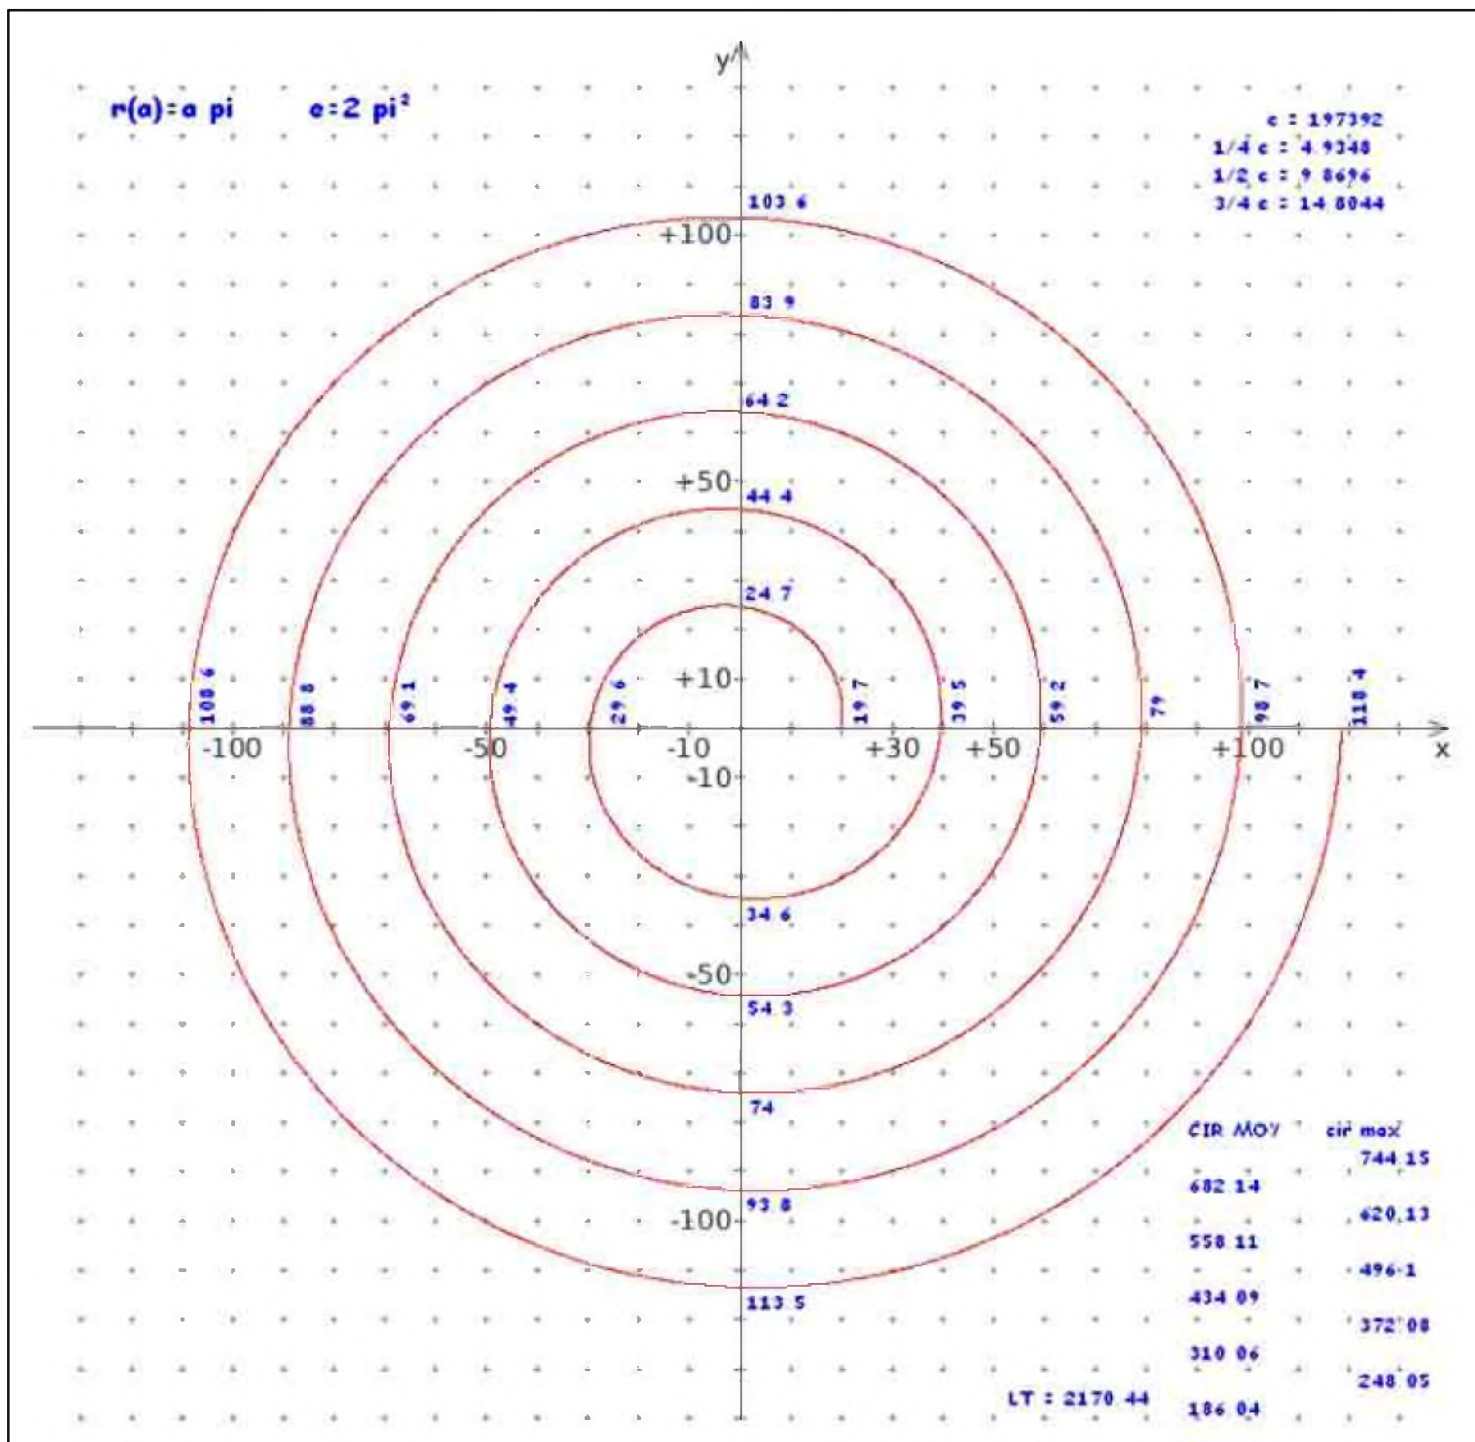 y
r(a)=a pi e=2 pi²
e = 197392
1/4 e = 4 9348
1/2 e = 9 8696
3/4 e = 14 8044
103 6
+100
83 9
64 2
+50
44 4
24 7
+10
108 6 88 8 69 1 49 4 29 6 19 7 39 5 59 2 79 98 7 118 4
-100 -50 -10 +30 +50 +100 x
-10
34 6
-50
54 3
74
CIR MOY cir max
744 15
682 14
93 8
620,13
-100
558 11
496 1
434 09
113 5
372 08
310 06
248 05
LT = 2170 44
186 04